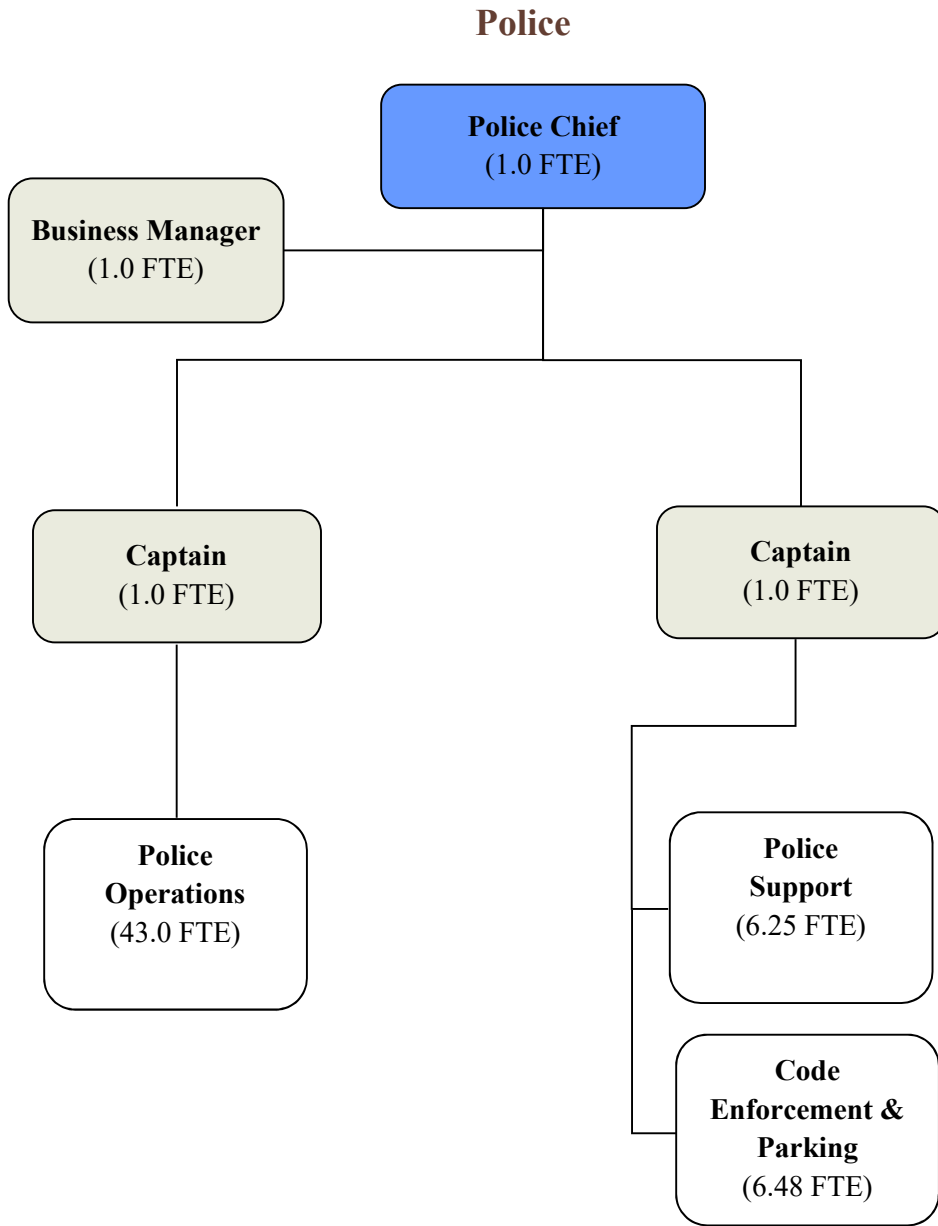 Police
Police Chief
(1.0 FTE)
Business Manager
(1.0 FTE)
Captain
(1.0 FTE)
Captain
(1.0 FTE)
Police
Operations
(43.0 FTE)
Police
Support
(6.25 FTE)
Code
Enforcement &
Parking
(6.48 FTE)